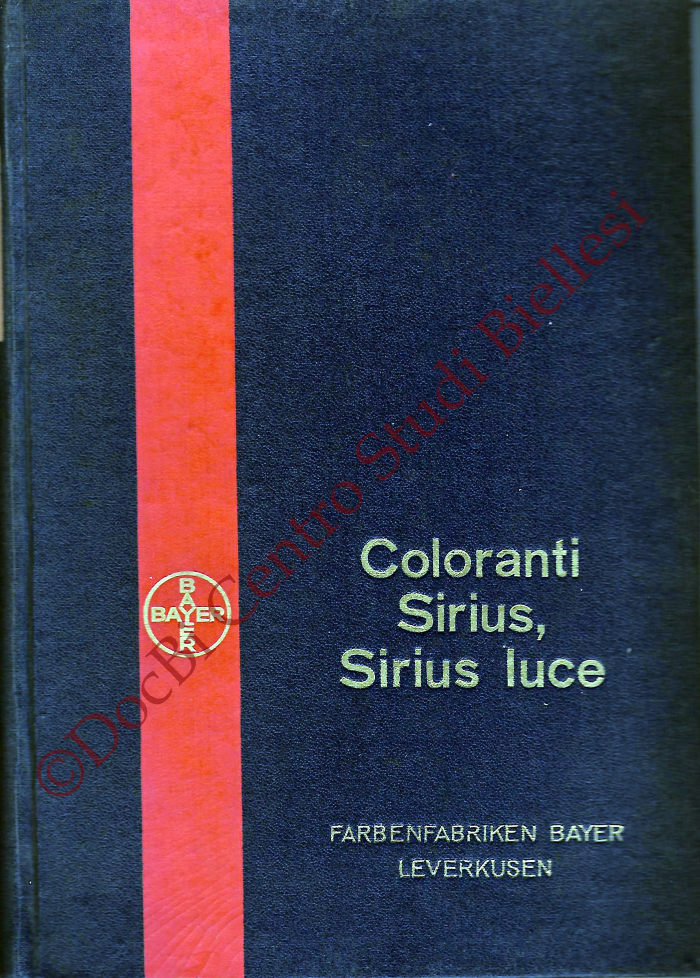 Coloranti
Sirius,
Sirius luce
BAYER
BAYER
FARBENFABRIKEN BAYER
LEVERKUSEN
©DocBi Centro Studi Biellesi